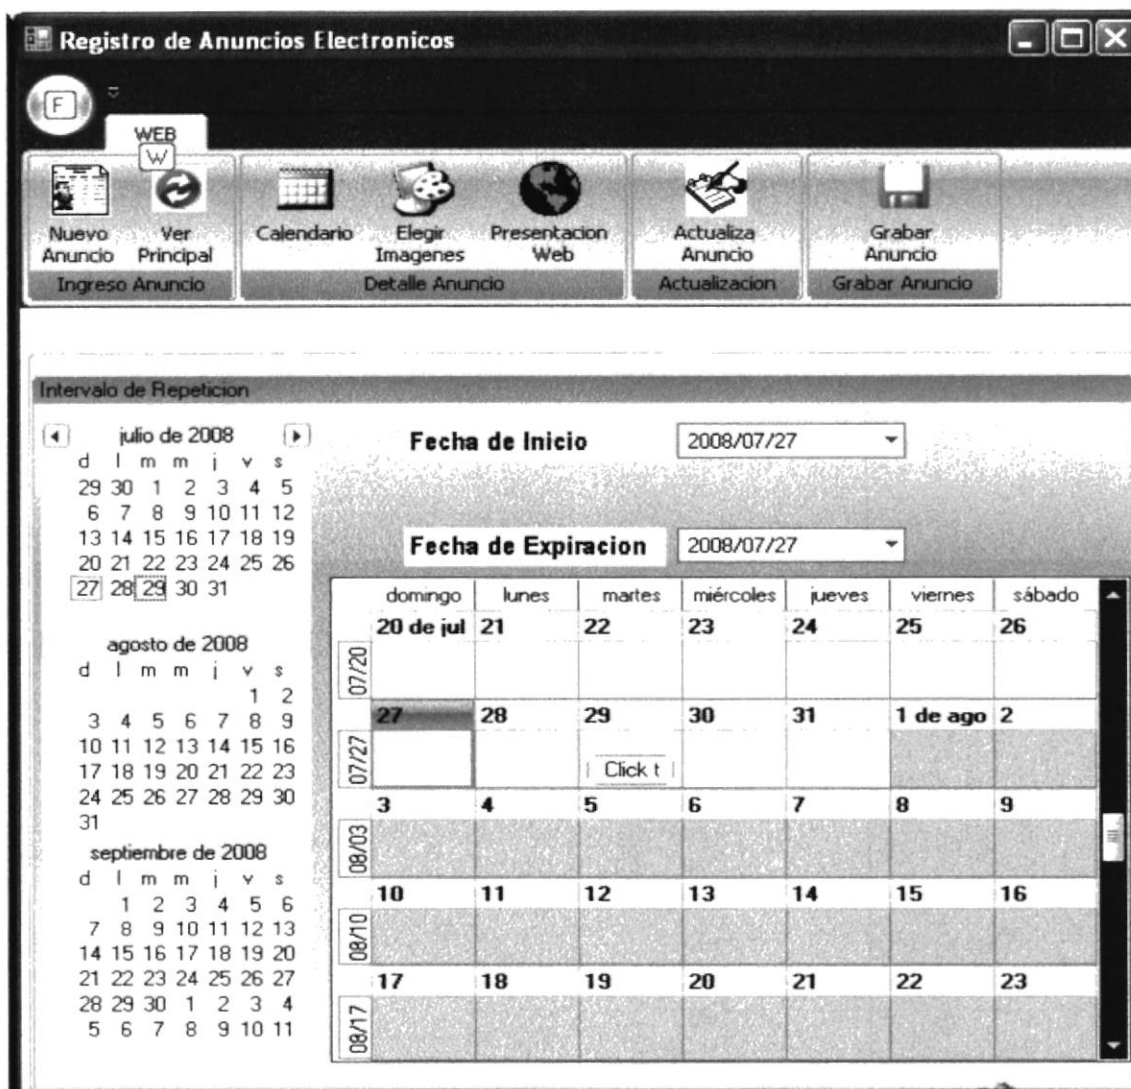 Registro de Anuncios Electronicos
F
WEB
W
Nuevo Anuncio
Ver Principal
Calendario
Elegir Imagenes
Presentacion Web
Actualiza Anuncio
Grabar Anuncio
Ingreso Anuncio
Detalle Anuncio
Actualizacion
Grabar Anuncio
Intervalo de Repeticion
julio de 2008
d l m m j v s
29 30 1 2 3 4 5
6 7 8 9 10 11 12
13 14 15 16 17 18 19
20 21 22 23 24 25 26
27 28 29 30 31
agosto de 2008
d l m m j v s
1 2
3 4 5 6 7 8 9
10 11 12 13 14 15 16
17 18 19 20 21 22 23
24 25 26 27 28 29 30
31
septiembre de 2008
d l m m j v s
1 2 3 4 5 6
7 8 9 10 11 12 13
14 15 16 17 18 19 20
21 22 23 24 25 26 27
28 29 30 1 2 3 4
5 6 7 8 9 10 11
Fecha de Inicio 2008/07/27
Fecha de Expiracion 2008/07/27
domingo lunes martes miércoles jueves viernes sábado
20 de jul 21 22 23 24 25 26
07/20
27 28 29 30 31 1 de ago 2
07/27
Click t
3 4 5 6 7 8 9
08/03
10 11 12 13 14 15 16
08/10
17 18 19 20 21 22 23
08/17